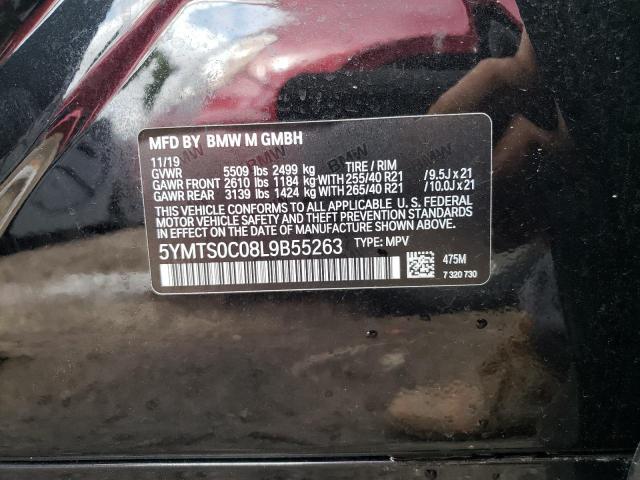 MFD BY BMW M GMBH
11/19
GVWR 5509 lbs 2499 kg TIRE / RIM
GAWR FRONT 2610 lbs 1184 kg WITH 255/40 R21 /9.5J x 21
GAWR REAR 3139 lbs 1424 kg WITH 265/40 R21 /10.0J x 21
THIS CAR CONFORMS TO ALL APPLICABLE U. S. FEDERAL
MOTOR VEHICLE SAFETY AND THEFT PREVENTION STANDARDS
IN EFFECT ON THE DATE OF MANUFACTURE SHOWN ABOVE.
5YMTS0C08L9B55263 TYPE: MPV
475M
7 320 730